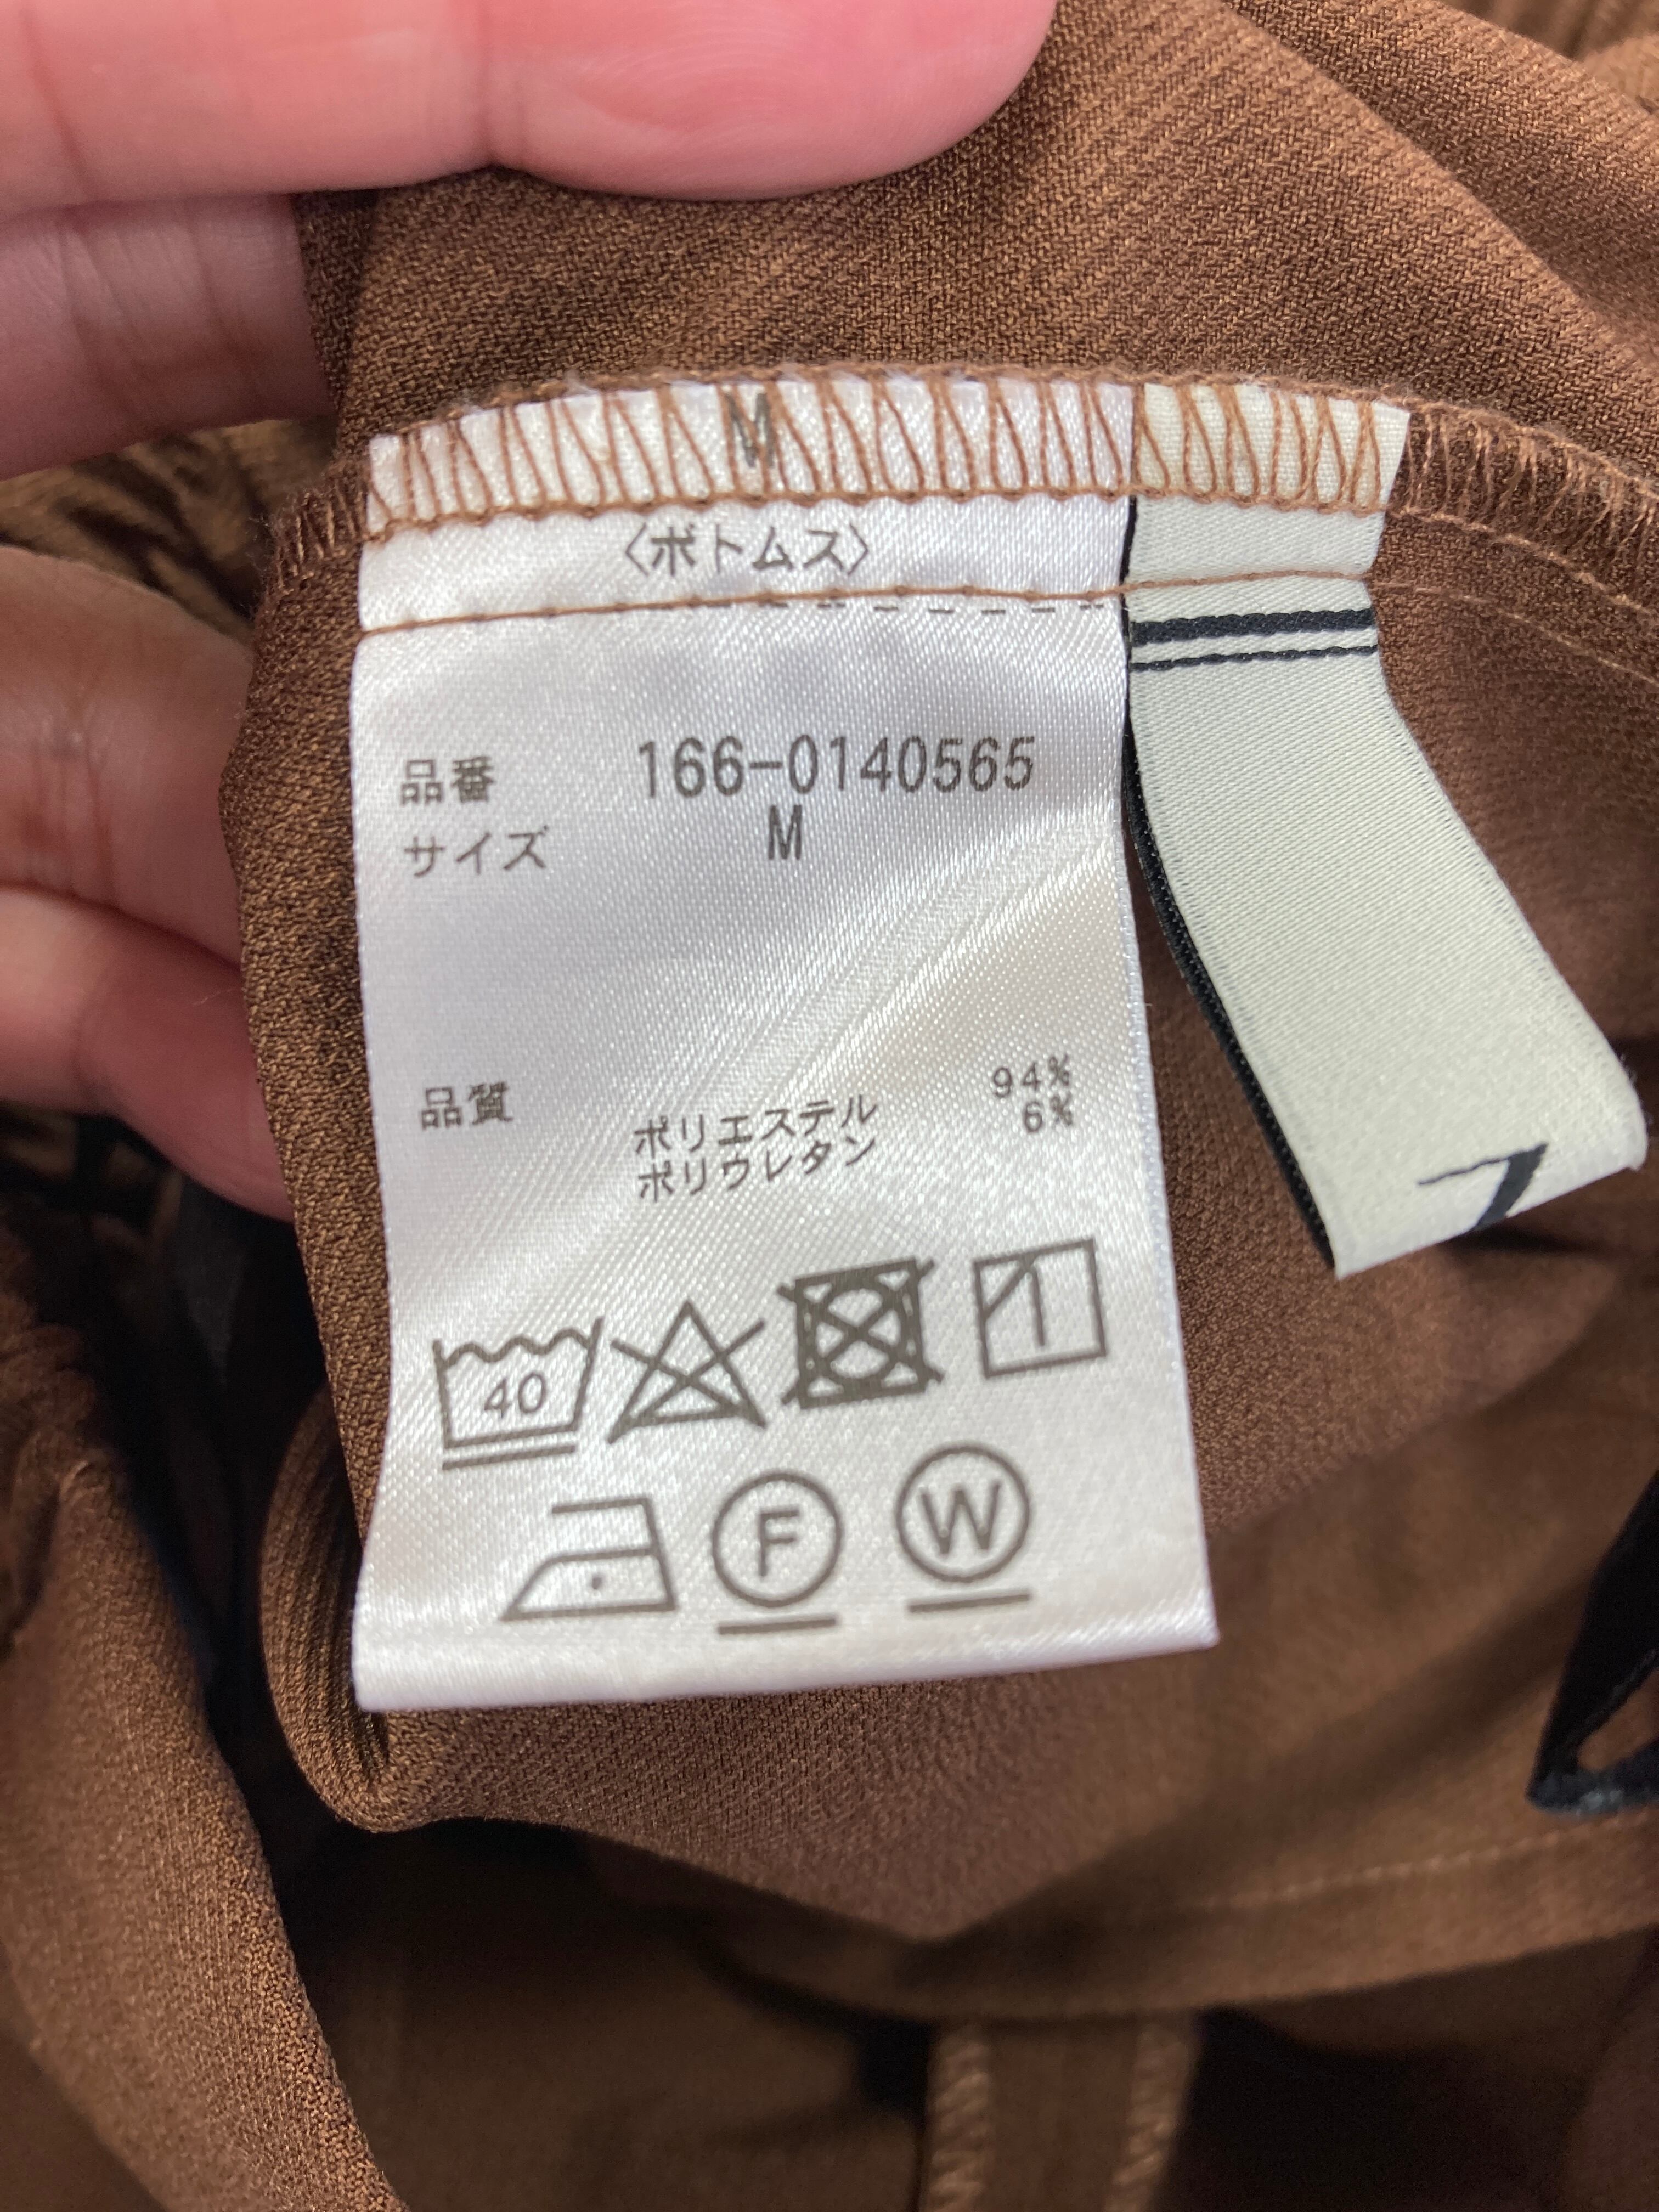 M
〈ボトムス〉
品番 166-0140565
サイズ M
品質 ポリエステル 94%
ポリウレタン 6%
40
F
W